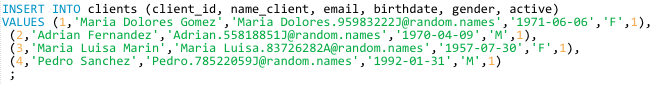 INSERT INTO clients (client_id, name_client, email, birthdate, gender, active)
VALUES (1,'Maria Dolores Gomez','Maria Dolores.95983222J@random.names','1971-06-06','F',1),
(2,'Adrian Fernandez','Adrian.55818851J@random.names','1970-04-09','M',1),
(3,'Maria Luisa Marin','Maria Luisa.83726282A@random.names','1957-07-30','F',1),
(4,'Pedro Sanchez','Pedro.78522059J@random.names','1992-01-31','M',1)
;